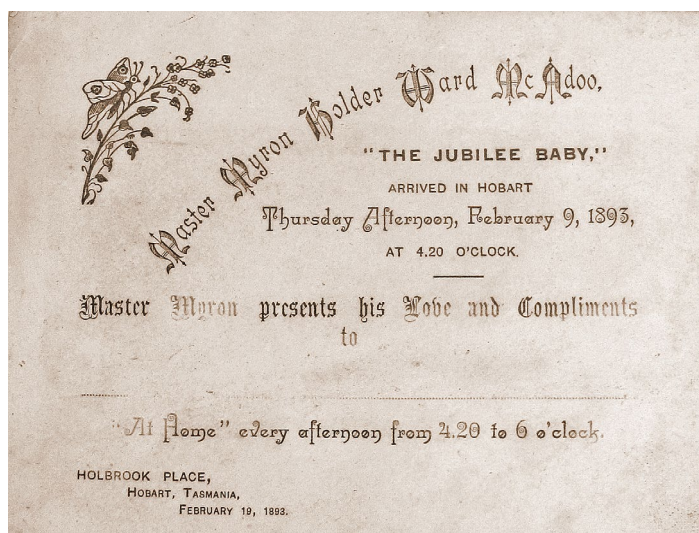 Master Myron Holder Ward McAdoo,
"THE JUBILEE BABY,"
ARRIVED IN HOBART
Thursday Afternoon, February 9, 1893,
AT 4.20 O'CLOCK.
Master Myron presents his Love and Compliments
to
"At Home" every afternoon from 4.20 to 6 o'clock.
HOLBROOK PLACE,
HOBART, TASMANIA,
FEBRUARY 19, 1893.